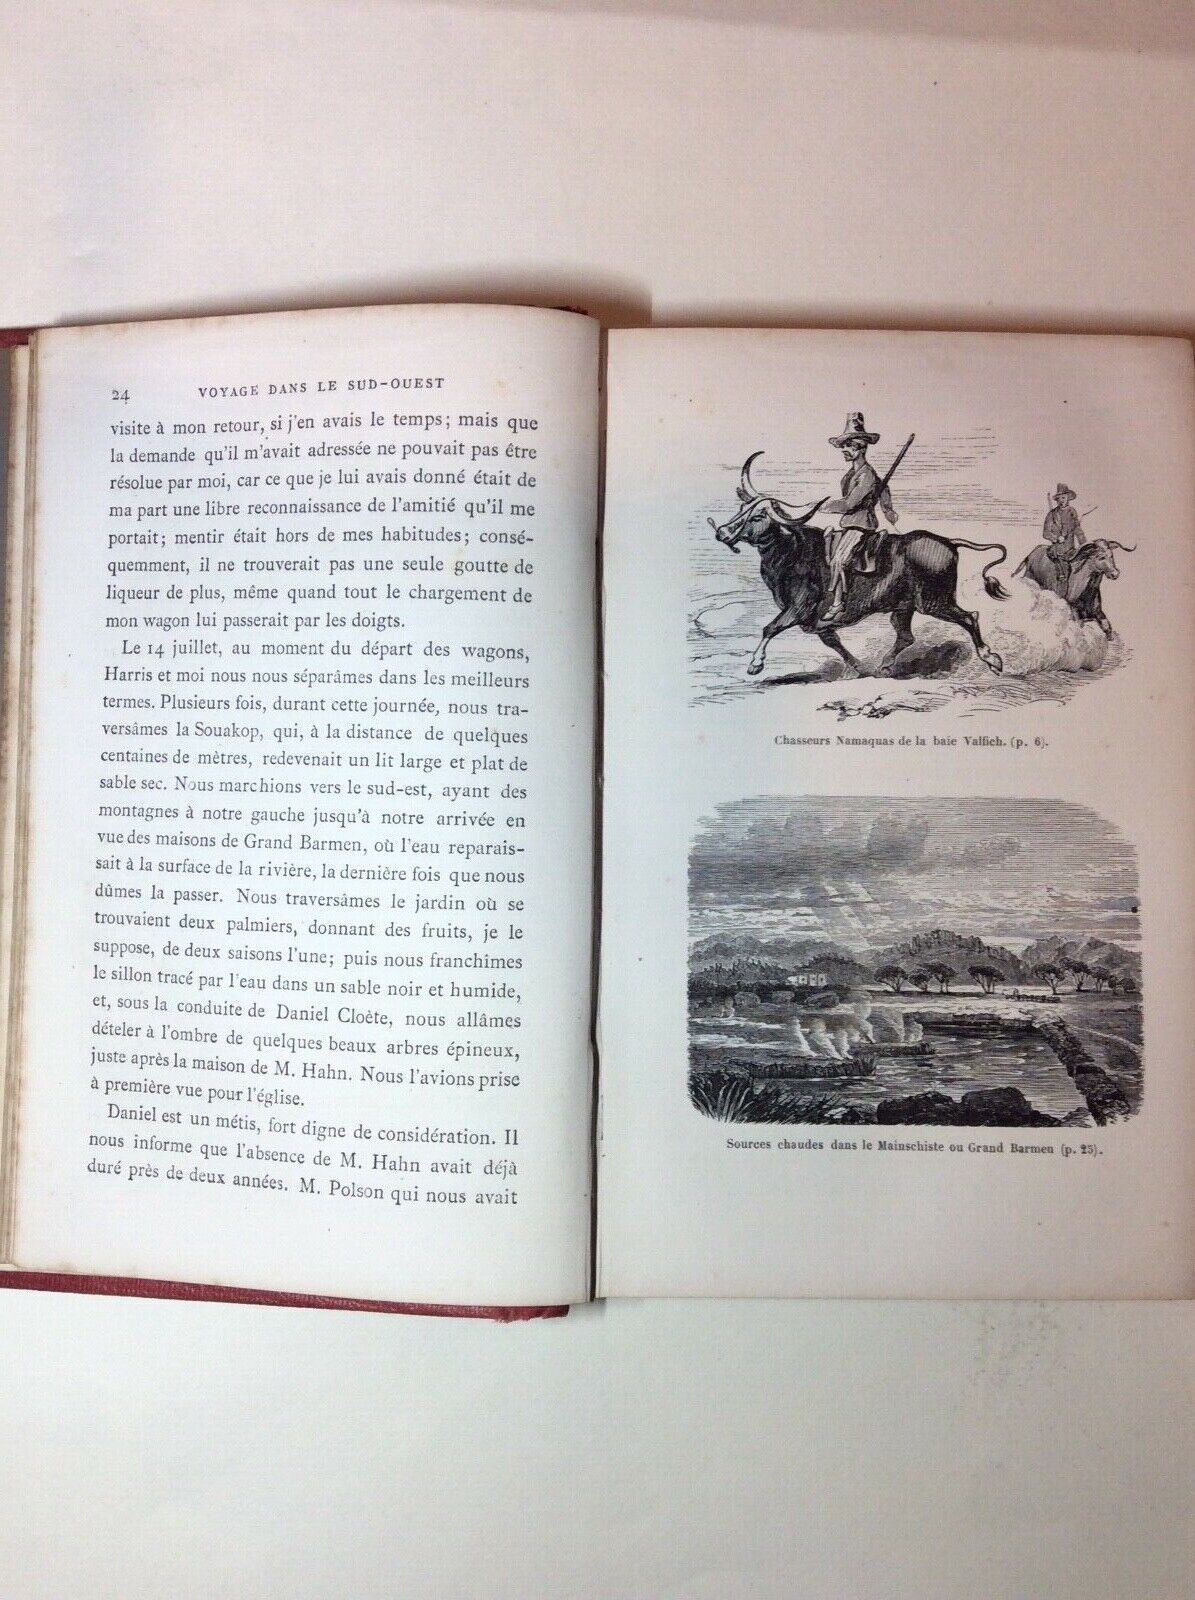 24 VOYAGE DANS LE SUD-OUEST
visite à mon retour, si j'en avais le temps; mais que
la demande qu'il m'avait adressée ne pouvait pas être
résolue par moi, car ce que je lui avais donné était de
ma part une libre reconnaissance de l'amitié qu'il me
portait; mentir était hors de mes habitudes; consé-
quemment, il ne trouverait pas une seule goutte de
liqueur de plus, même quand tout le chargement de
mon wagon lui passerait par les doigts.
Le 14 juillet, au moment du départ des wagons,
Harris et moi nous nous séparâmes dans les meilleurs
termes. Plusieurs fois, durant cette journée, nous tra-
versâmes la Souakop, qui, à la distance de quelques
centaines de mètres, redevenait un lit large et plat de
sable sec. Nous marchions vers le sud-est, ayant des
montagnes à notre gauche jusqu'à notre arrivée en
vue des maisons de Grand Barmen, où l'eau reparais-
sait à la surface de la rivière, la dernière fois que nous
dûmes la passer. Nous traversâmes le jardin où se
trouvaient deux palmiers, donnant des fruits, je le
suppose, de deux saisons l'une; puis nous franchîmes
le sillon tracé par l'eau dans un sable noir et humide,
et, sous la conduite de Daniel Cloète, nous allâmes
dételer à l'ombre de quelques beaux arbres épineux,
juste après la maison de M. Hahn. Nous l'avions prise
à première vue pour l'église.
Daniel est un métis, fort digne de considération. Il
nous informe que l'absence de M. Hahn avait déjà
duré près de deux années. M. Polson qui nous avait
Chasseurs Namaquas de la baie Valfich. (p. 6).
Sources chaudes dans le Mainschiste ou Grand Barmen (p. 25).